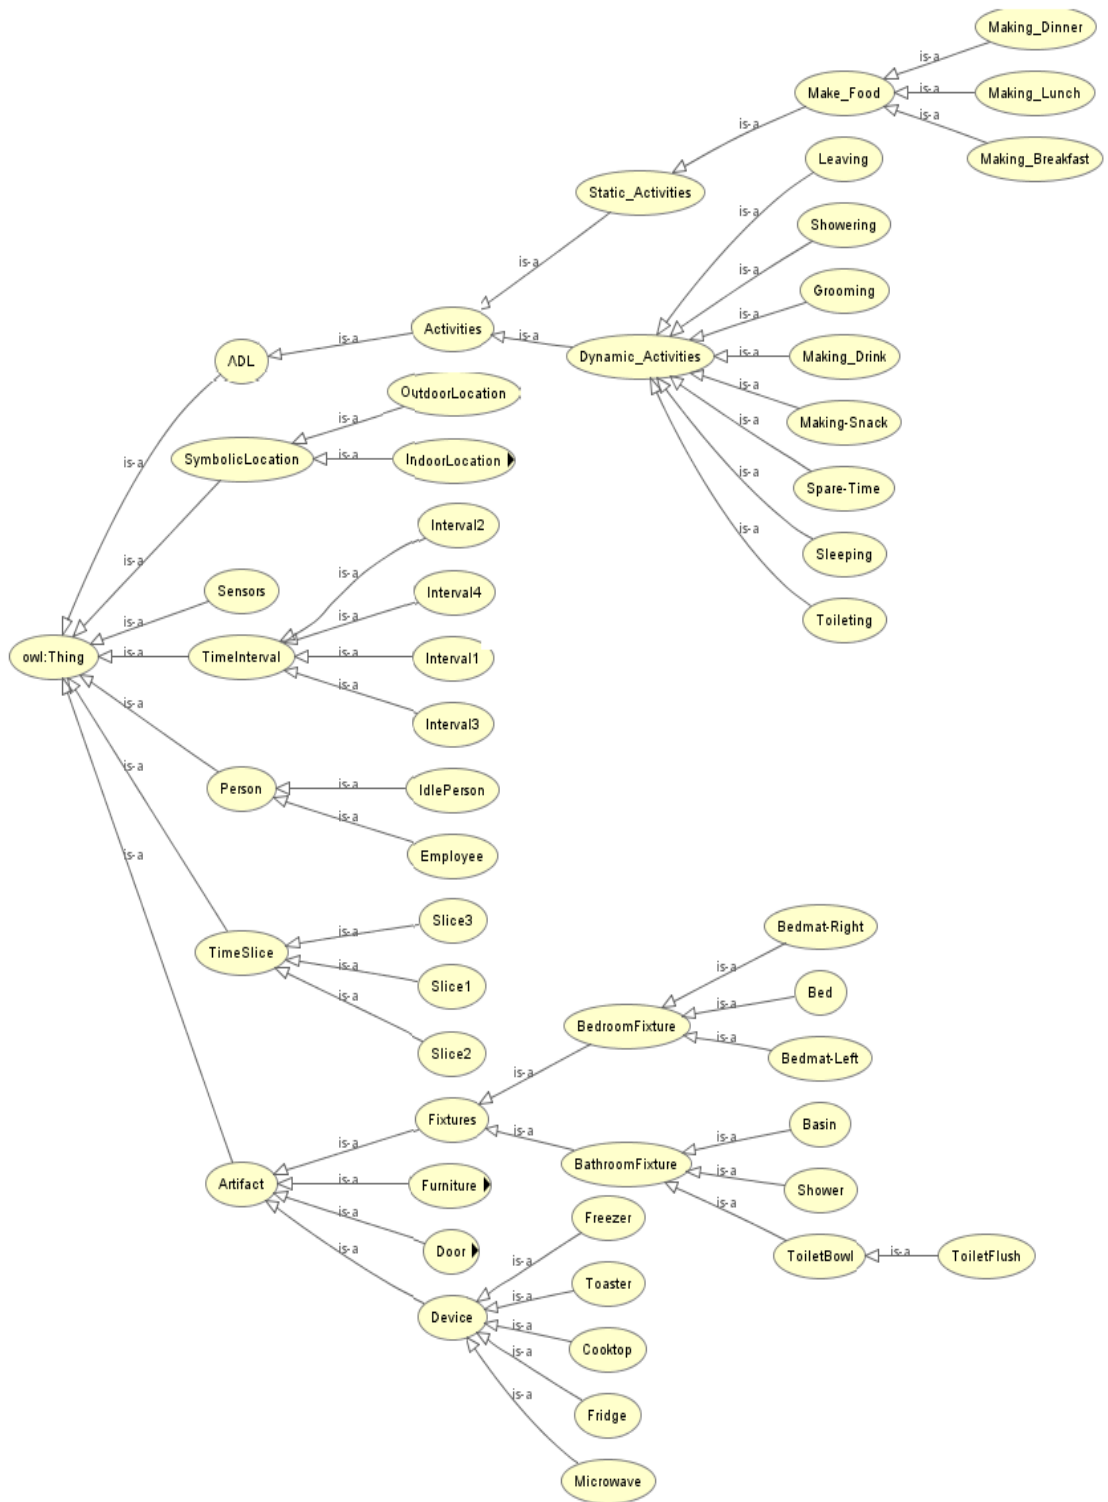 Making_Dinner
is-a
Make_Food
is-a
Making_Lunch
is-a
Making_Breakfast
is-a
Leaving
Static_Activities
is-a
Showering
is-a
is-a
Grooming
is-a
Activities
is-a
is-a
Dynamic_Activities
is-a
Making_Drink
ADL
OutdoorLocation
is-a
Making-Snack
is-a
is-a
SymbolicLocation
is-a
IndoorLocation
is-a
is-a
Spare-Time
Interval2
is-a
Sleeping
is-a
is-a
Sensors
Interval4
is-a
Toileting
is-a
owl:Thing
is-a
TimeInterval
is-a
Interval1
is-a
Interval3
is-a
Person
is-a
IdlePerson
is-a
is-a
Employee
is-a
Slice3
is-a
Bedmat-Right
TimeSlice
is-a
Slice1
is-a
Bed
is-a
is-a
BedroomFixture
is-a
Slice2
Bedmat-Left
is-a
Fixtures
is-a
Basin
is-a
is-a
BathroomFixture
is-a
Artifact
is-a
Furniture
Shower
is-a
is-a
Freezer
Door
is-a
is-a
ToiletBowl
is-a
ToiletFlush
Toaster
is-a
Device
is-a
Cooktop
is-a
Fridge
is-a
Microwave